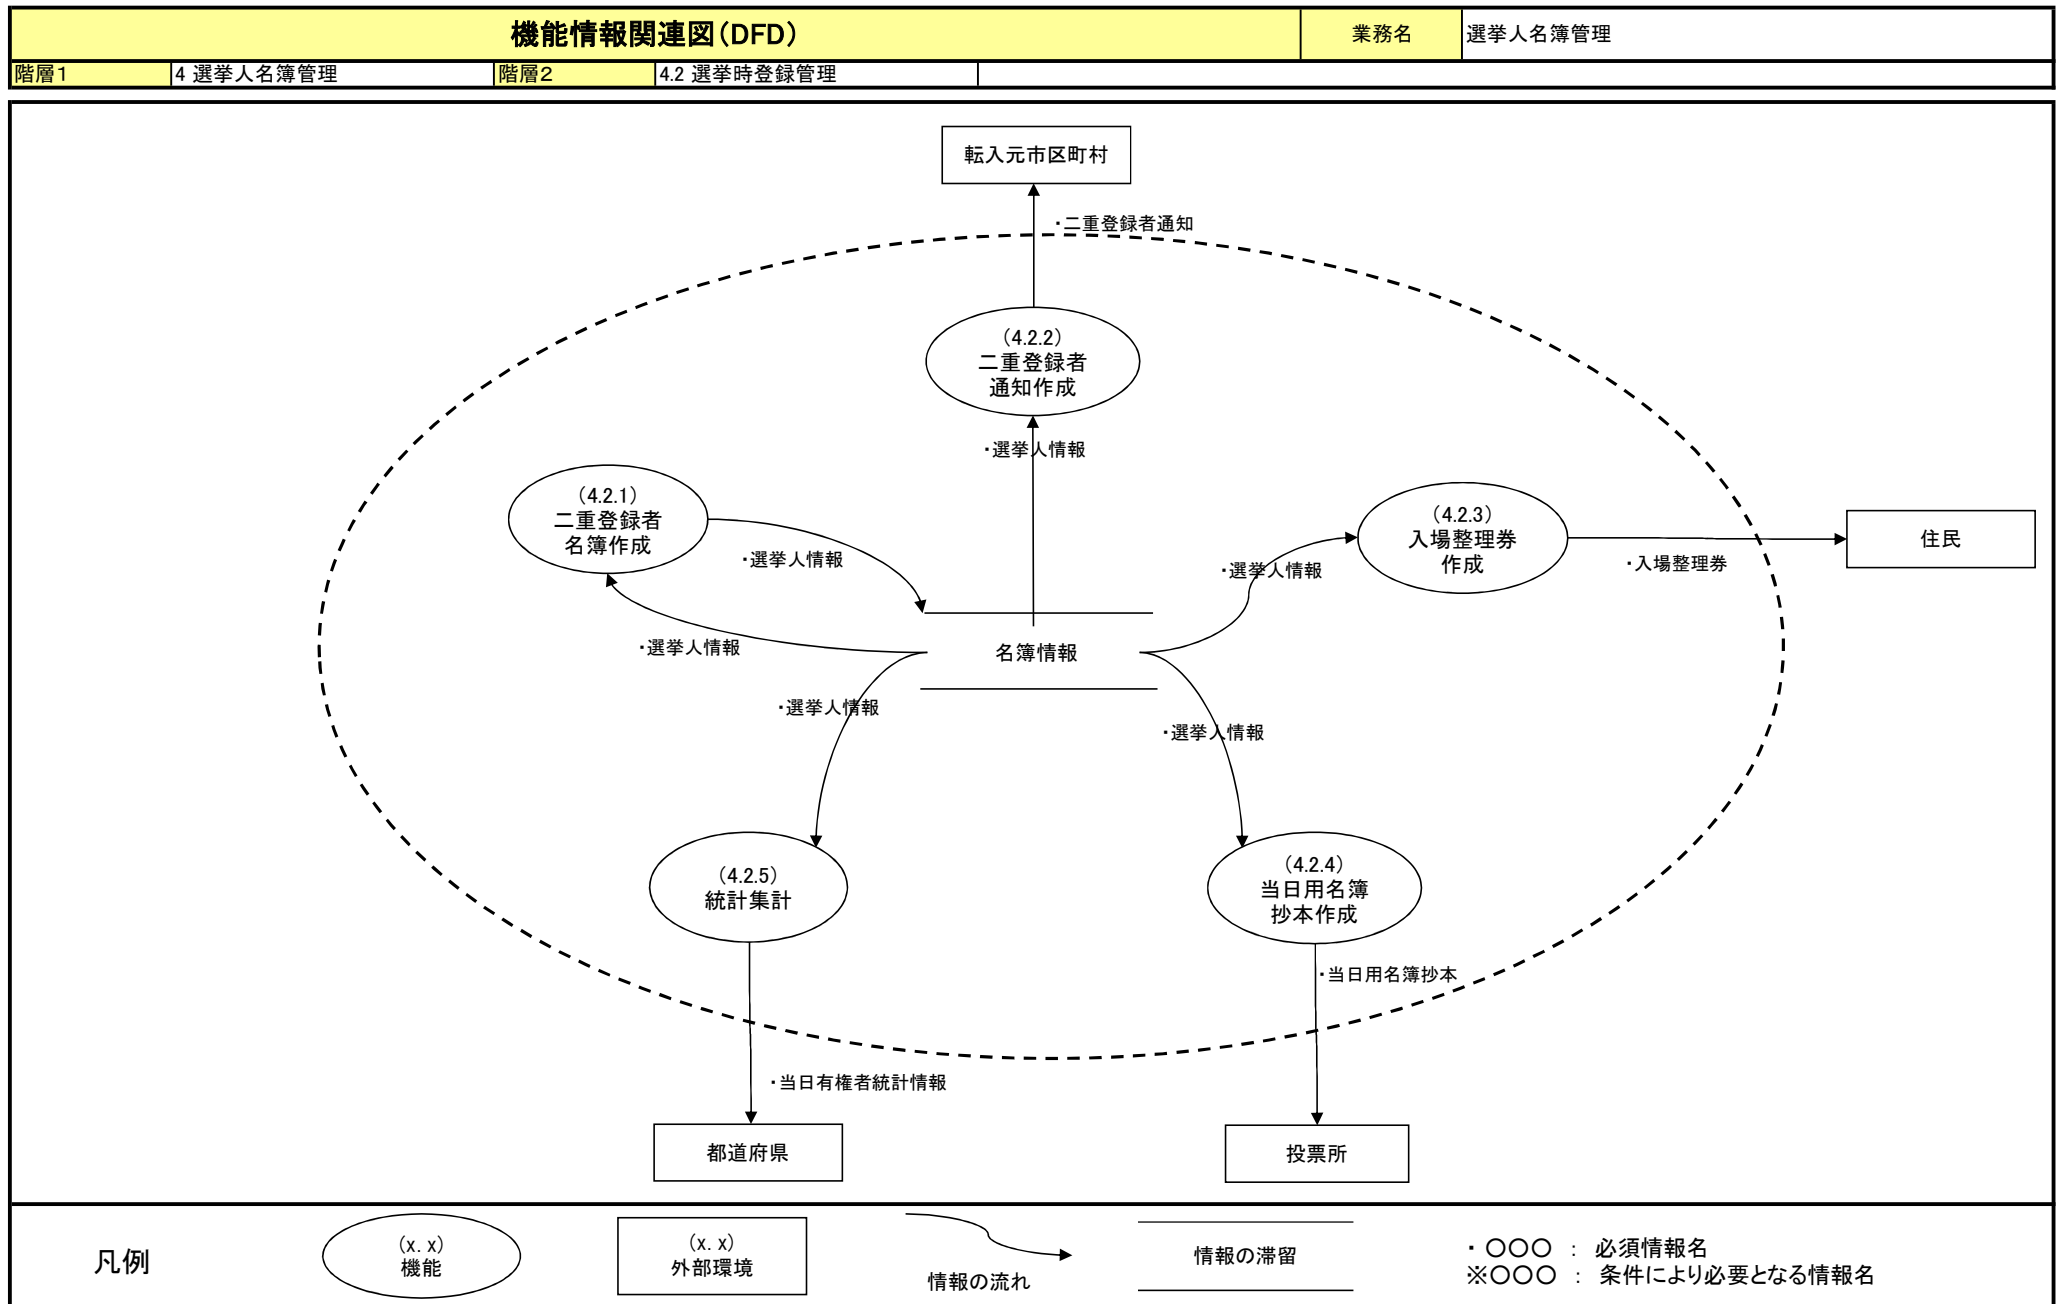 機能情報関連図(DFD)
業務名
選挙人名簿管理
階層1
4 選挙人名簿管理
階層2
4.2 選挙時登録管理
転入元市区町村
・二重登録者通知
(4.2.2)
二重登録者
通知作成
・選挙人情報
(4.2.1)
二重登録者
名簿作成
・選挙人情報
(4.2.3)
入場整理券
作成
・選挙人情報
・入場整理券
住民
・選挙人情報
名簿情報
・選挙人情報
・選挙人情報
(4.2.5)
統計集計
(4.2.4)
当日用名簿
抄本作成
・当日用名簿抄本
・当日有権者統計情報
都道府県
投票所
凡例
(x. x)
機能
(x. x)
外部環境
情報の流れ
情報の滞留
・ 〇〇〇 : 必須情報名
※〇〇〇 : 条件により必要となる情報名